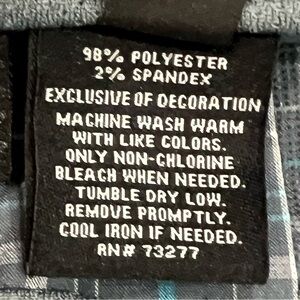 98% POLYESTER
2% SPANDEX
EXCLUSIVE OF DECORATION
MACHINE WASH WARM
WITH LIKE COLORS.
ONLY NON-CHLORINE
BLEACH WHEN NEEDED.
TUMBLE DRY LOW.
REMOVE PROMPTLY.
COOL IRON IF NEEDED.
RN# 73277